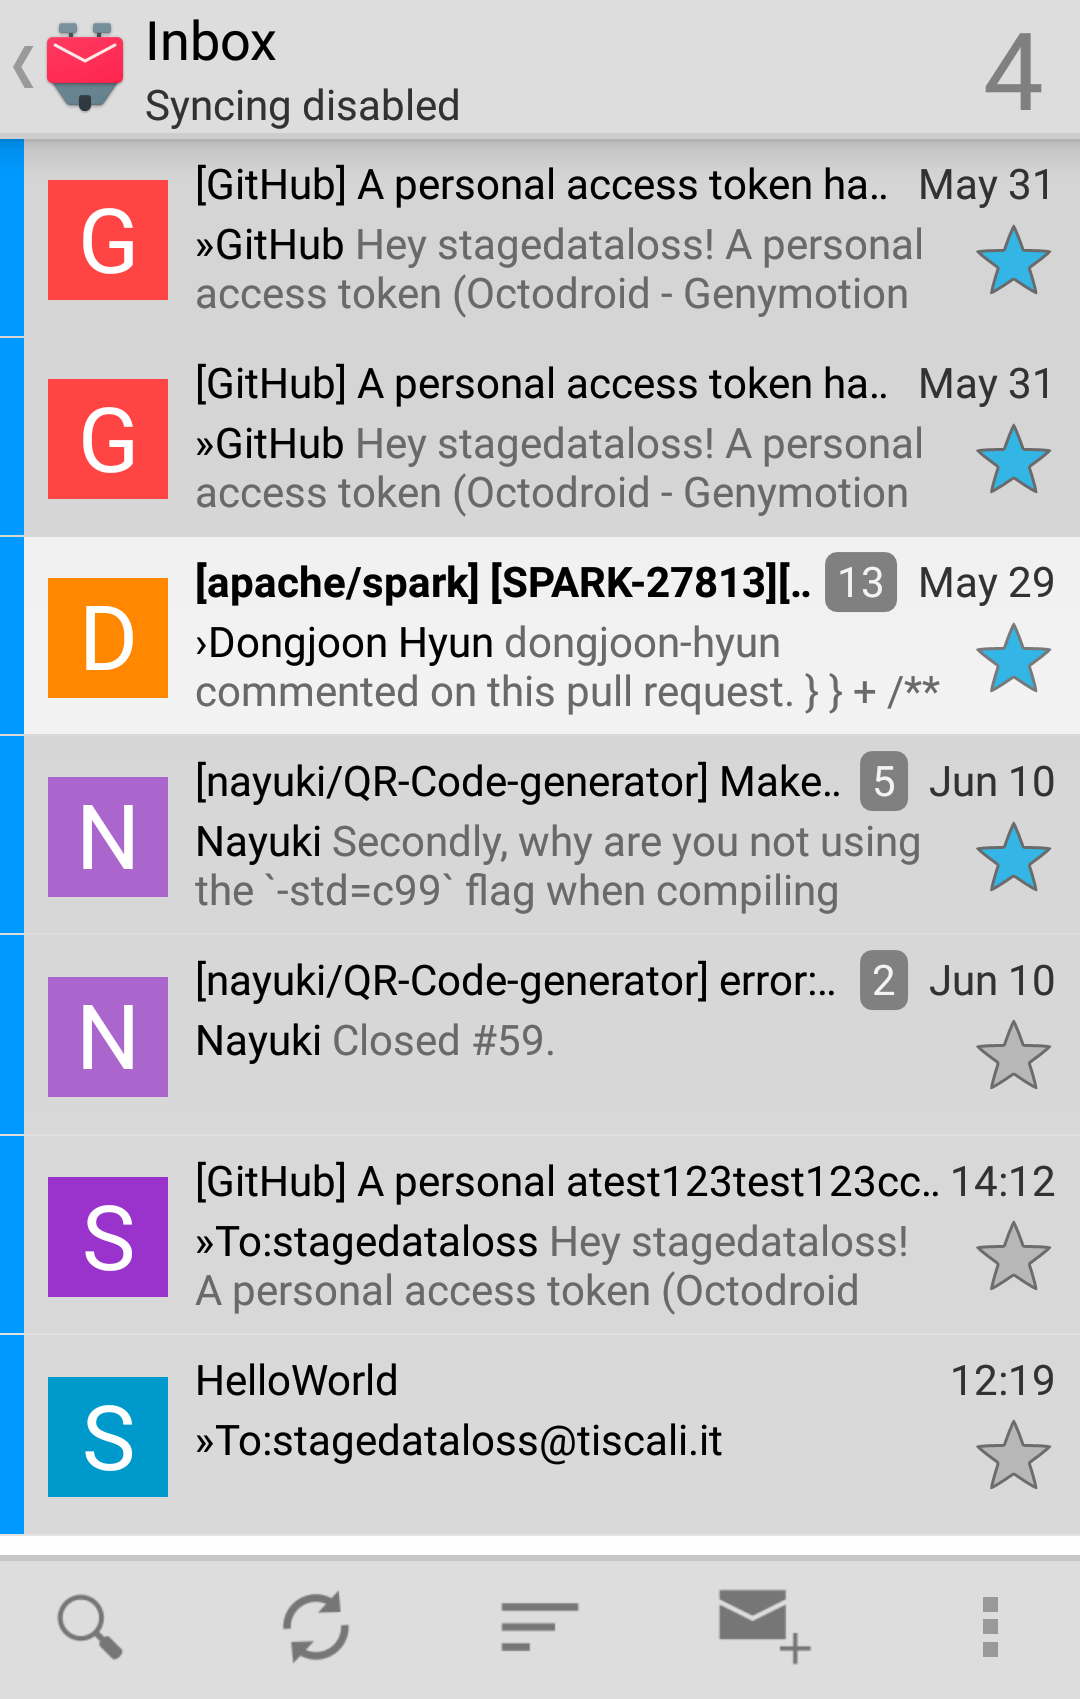 Inbox
4
Syncing disabled
G
[GitHub] A personal access token ha.. May 31
»GitHub Hey stagedataloss! A personal
access token (Octodroid - Genymotion
G
[GitHub] A personal access token ha.. May 31
»GitHub Hey stagedataloss! A personal
access token (Octodroid - Genymotion
D
[apache/spark] [SPARK-27813][.. 13 May 29
›Dongjoon Hyun dongjoon-hyun
commented on this pull request. } } + /**
N
[nayuki/QR-Code-generator] Make.. 5 Jun 10
Nayuki Secondly, why are you not using
the `-std=c99` flag when compiling
N
[nayuki/QR-Code-generator] error:.. 2 Jun 10
Nayuki Closed #59.
S
[GitHub] A personal atest123test123cc.. 14:12
»To:stagedataloss Hey stagedataloss!
A personal access token (Octodroid
S
HelloWorld 12:19
»To:stagedataloss@tiscali.it